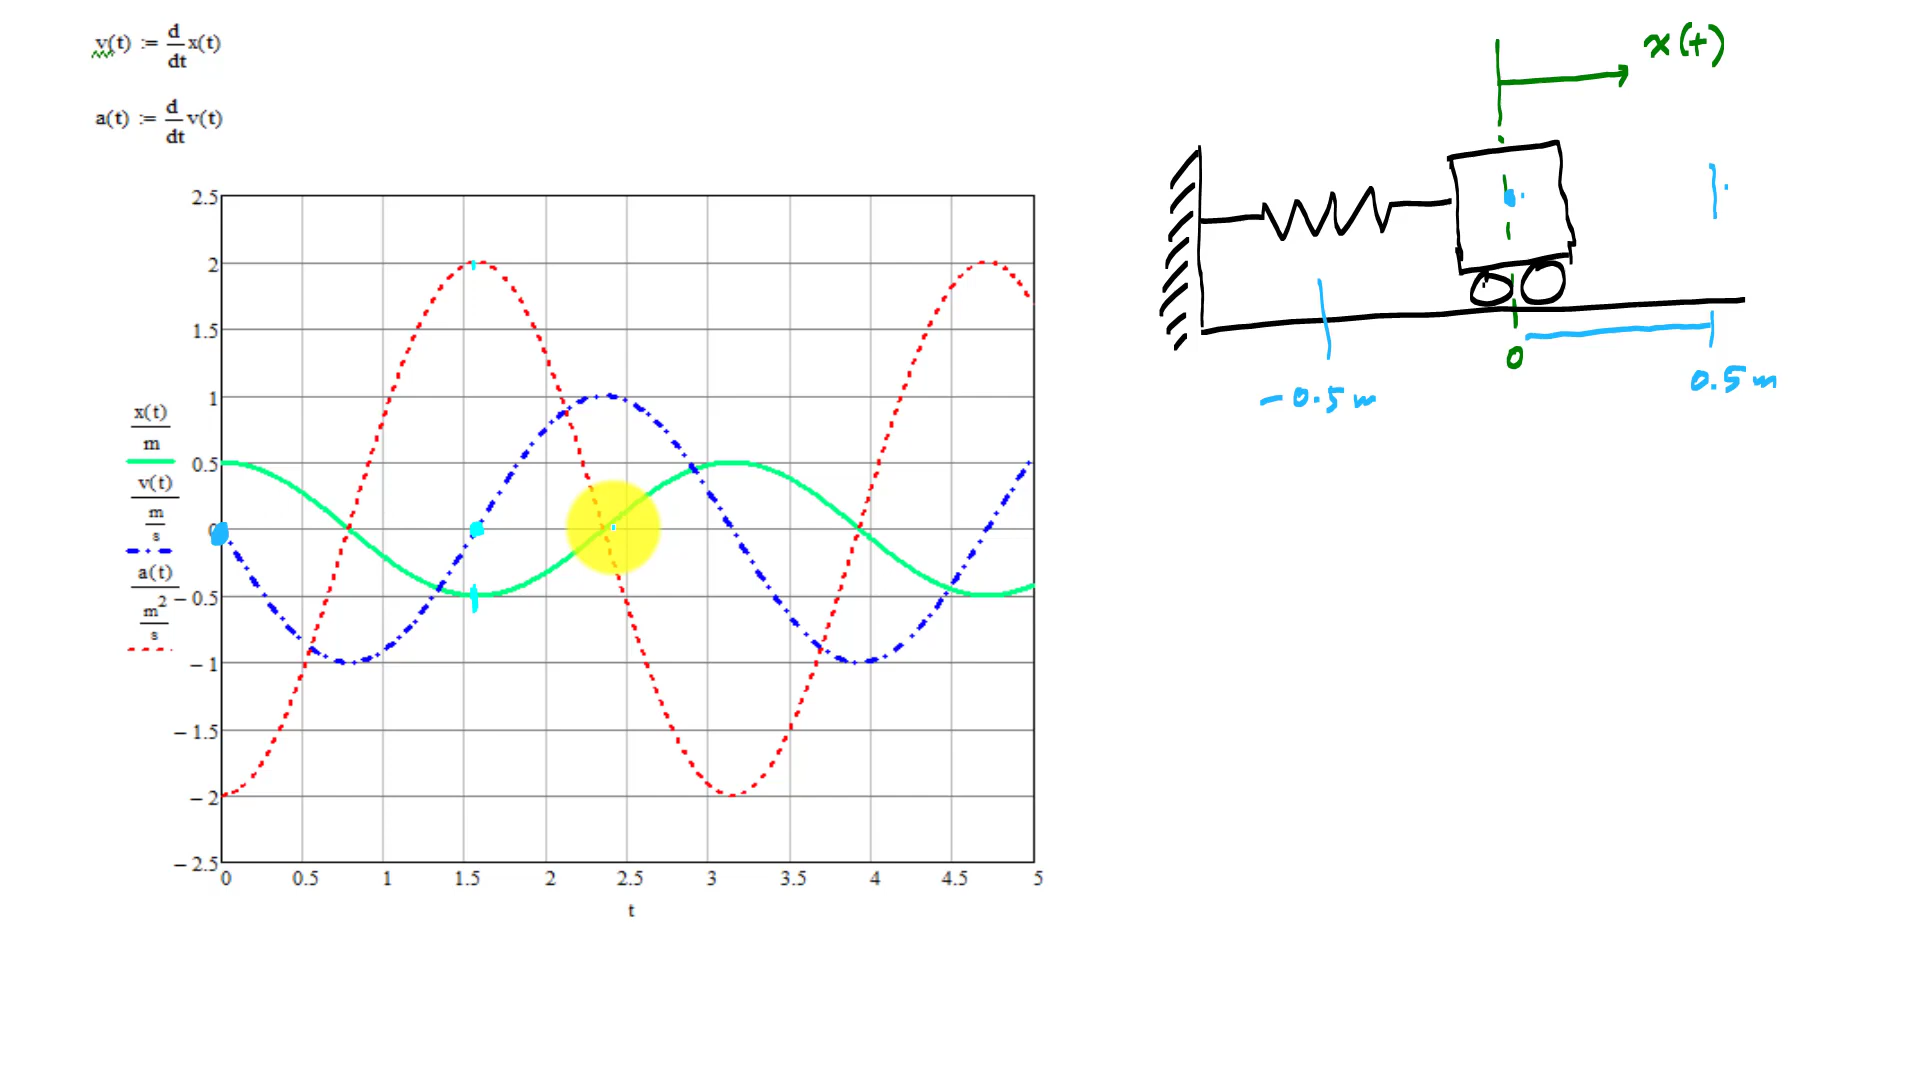 v(t) := d/dt x(t)
a(t) := d/dt v(t)
x(t)
0
-0.5 m
0.5 m
2.5
2
1.5
1
0.5
0
-0.5
-1
-1.5
-2
-2.5
x(t)
m
v(t)
m
s
a(t)
m²
s
0 0.5 1 1.5 2 2.5 3 3.5 4 4.5 5
t